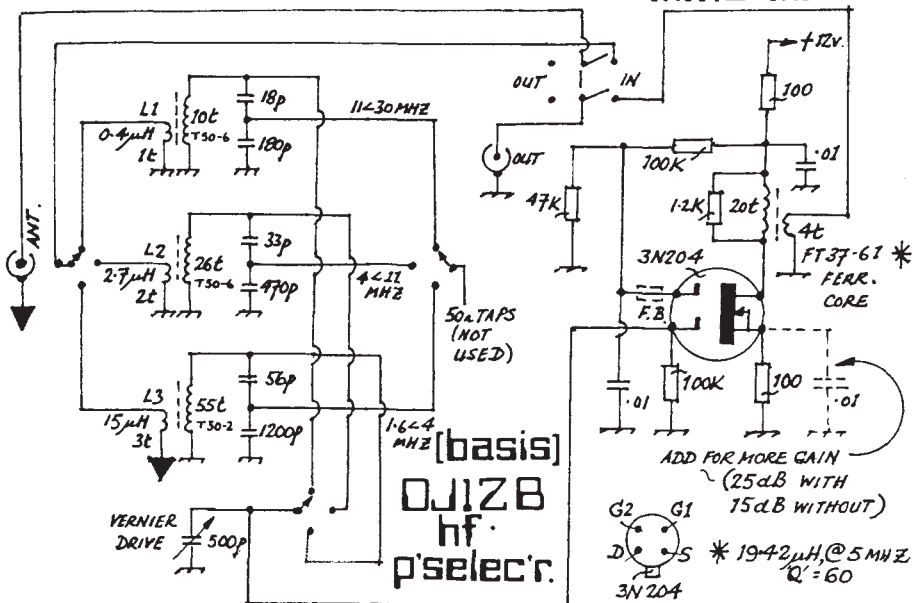 +12v.
OUT
IN
100
L1
10t
T50-6
18p
180p
11<30MHZ
0.4µH
1t
OUT
100K
.01
47K
1.2K
20t
4t
FT37-61 *
FERR.
CORE
ANT.
L2
26t
T50-6
33p
470p
4<11
MHZ
2.7µH
2t
3N204
F.B.
50Ω TAPS
(NOT
USED)
L3
55t
T50-2
56p
1200p
1.6<4
MHZ
15µH
3t
.01
100K
100
.01
[basis]
DJ1ZB
hf.
p'selec'r.
ADD FOR MORE GAIN
(25dB WITH
15dB WITHOUT)
VERNIER
DRIVE
500p
G2
G1
D
S
3N204
* 19.42µH,@5MHZ
'Q'=60